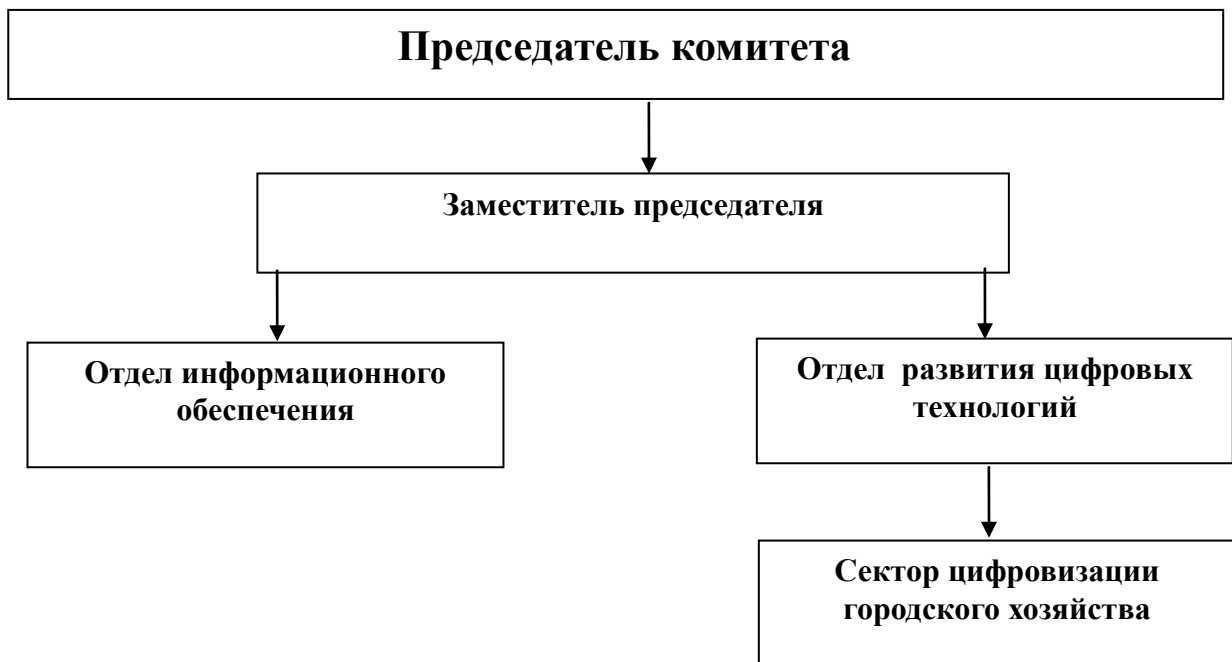 Председатель комитета
Заместитель председателя
Отдел информационного
обеспечения
Отдел развития цифровых
технологий
Сектор цифровизации
городского хозяйства